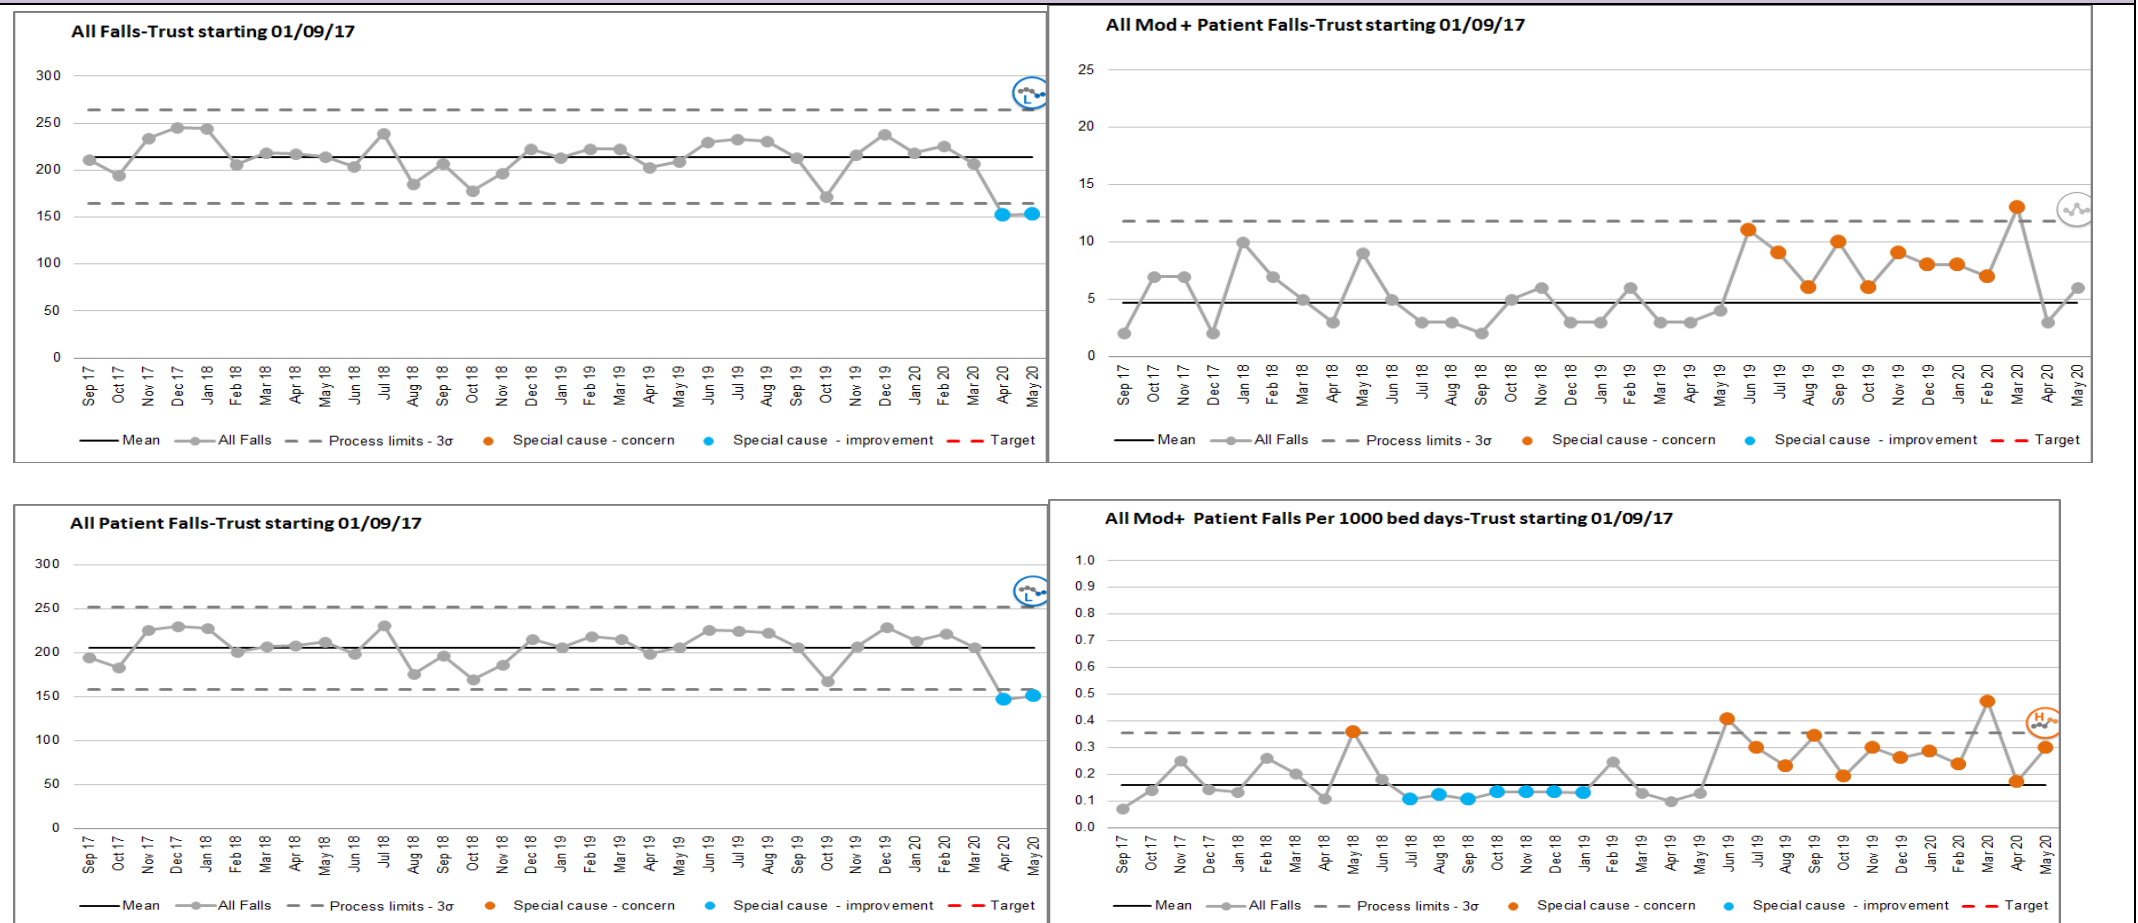 All Falls-Trust starting 01/09/17
300
250
200
150
100
50
0
Sep 17 Oct 17 Nov 17 Dec 17 Jan 18 Feb 18 Mar 18 Apr 18 May 18 Jun 18 Jul 18 Aug 18 Sep 18 Oct 18 Nov 18 Dec 18 Jan 19 Feb 19 Mar 19 Apr 19 May 19 Jun 19 Jul 19 Aug 19 Sep 19 Oct 19 Nov 19 Dec 19 Jan 20 Feb 20 Mar 20 Apr 20 May 20
L
Mean All Falls Process limits - 3σ Special cause - concern Special cause - improvement Target
All Mod + Patient Falls-Trust starting 01/09/17
25
20
15
10
5
0
Sep 17 Oct 17 Nov 17 Dec 17 Jan 18 Feb 18 Mar 18 Apr 18 May 18 Jun 18 Jul 18 Aug 18 Sep 18 Oct 18 Nov 18 Dec 18 Jan 19 Feb 19 Mar 19 Apr 19 May 19 Jun 19 Jul 19 Aug 19 Sep 19 Oct 19 Nov 19 Dec 19 Jan 20 Feb 20 Mar 20 Apr 20 May 20
Mean All Falls Process limits - 3σ Special cause - concern Special cause - improvement Target
All Patient Falls-Trust starting 01/09/17
300
250
200
150
100
50
0
Sep 17 Oct 17 Nov 17 Dec 17 Jan 18 Feb 18 Mar 18 Apr 18 May 18 Jun 18 Jul 18 Aug 18 Sep 18 Oct 18 Nov 18 Dec 18 Jan 19 Feb 19 Mar 19 Apr 19 May 19 Jun 19 Jul 19 Aug 19 Sep 19 Oct 19 Nov 19 Dec 19 Jan 20 Feb 20 Mar 20 Apr 20 May 20
L
Mean All Falls Process limits - 3σ Special cause - concern Special cause - improvement Target
All Mod+ Patient Falls Per 1000 bed days-Trust starting 01/09/17
1.0
0.9
0.8
0.7
0.6
0.5
0.4
0.3
0.2
0.1
0.0
Sep 17 Oct 17 Nov 17 Dec 17 Jan 18 Feb 18 Mar 18 Apr 18 May 18 Jun 18 Jul 18 Aug 18 Sep 18 Oct 18 Nov 18 Dec 18 Jan 19 Feb 19 Mar 19 Apr 19 May 19 Jun 19 Jul 19 Aug 19 Sep 19 Oct 19 Nov 19 Dec 19 Jan 20 Feb 20 Mar 20 Apr 20 May 20
H
Mean All Falls Process limits - 3σ Special cause - concern Special cause - improvement Target